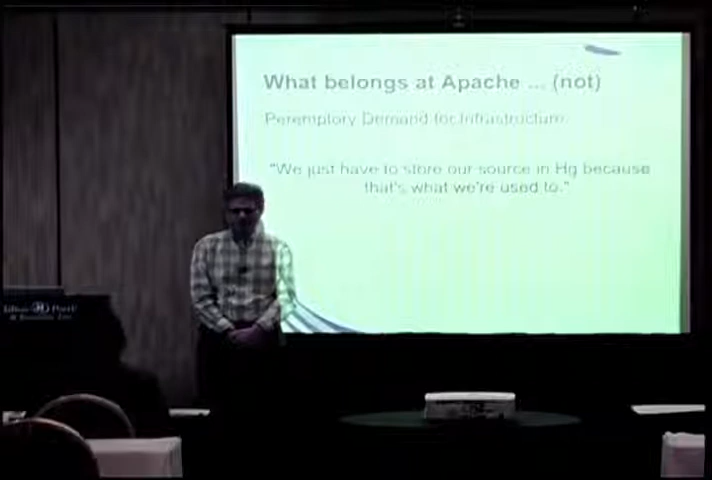 What belongs at Apache ... (not)
Peremptory Demand for Infrastructure
"We just have to store our source in Hg because
that's what we're used to."
Hilton